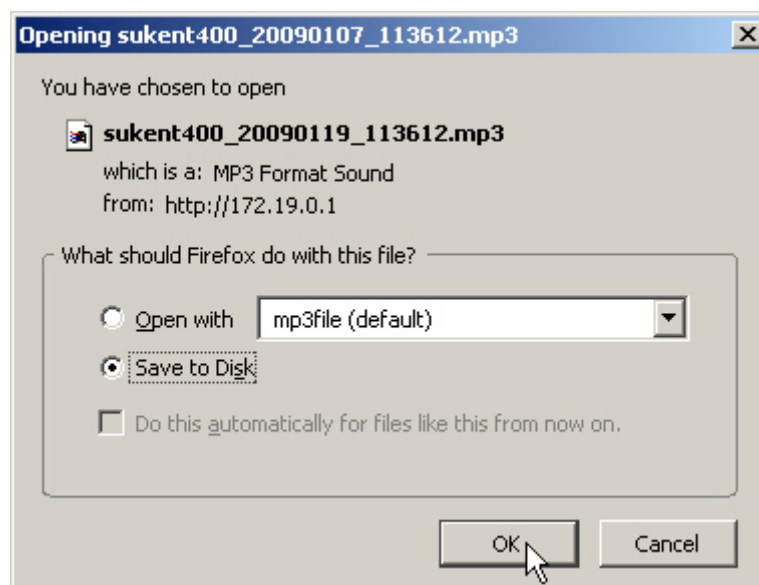 Opening sukent400_20090107_113612.mp3
You have chosen to open
sukent400_20090119_113612.mp3
which is a: MP3 Format Sound
from: http://172.19.0.1
What should Firefox do with this file?
Open with mp3file (default)
Save to Disk
Do this automatically for files like this from now on.
OK Cancel